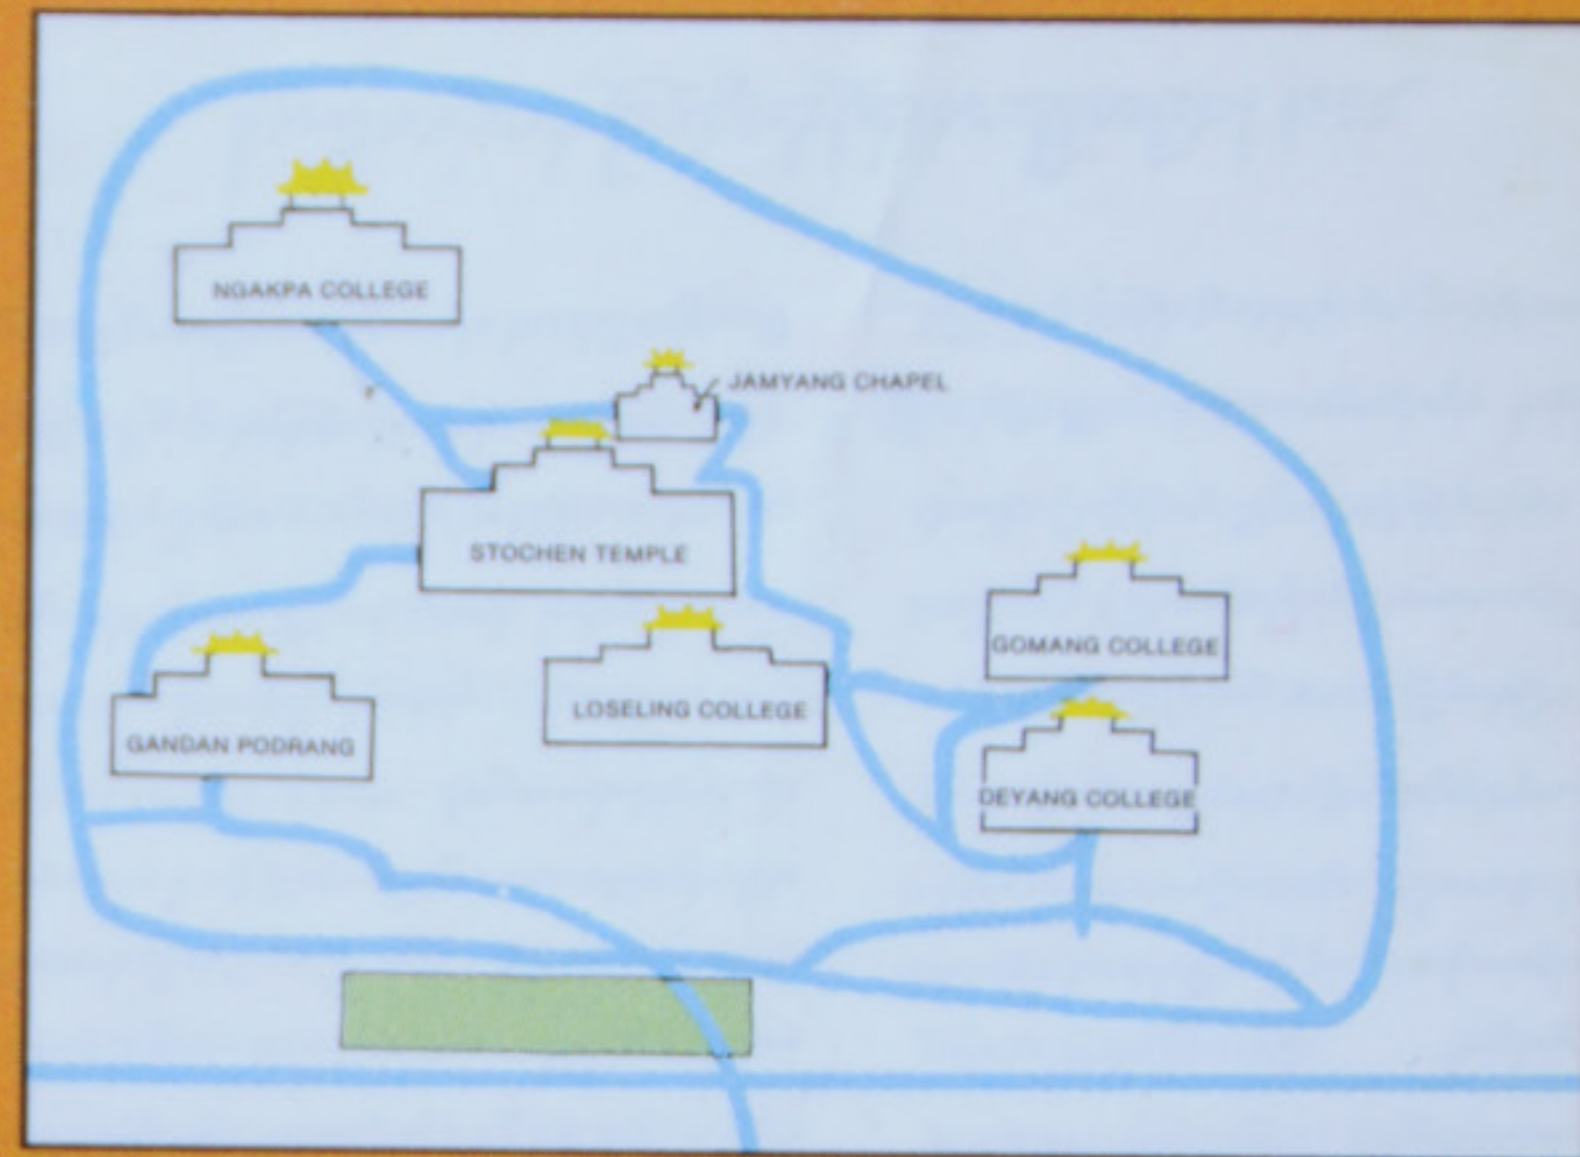 NGAKPA COLLEGE
JAMYANG CHAPEL
STOCHEN TEMPLE
GOMANG COLLEGE
LOSELING COLLEGE
GANDAN PODRANG
DEYANG COLLEGE